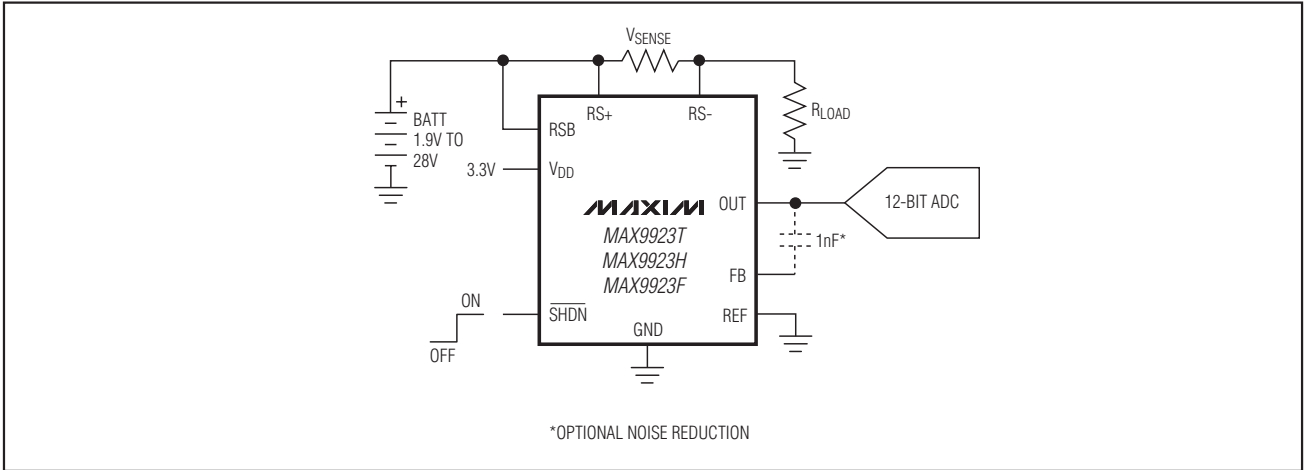 VSENSE
+
BATT
1.9V TO
28V
RS+
RS-
RLOAD
RSB
3.3V
VDD
MAXIM
MAX9923T
MAX9923H
MAX9923F
OUT
12-BIT ADC
1nF*
FB
REF
ON
OFF
SHDN
GND
*OPTIONAL NOISE REDUCTION